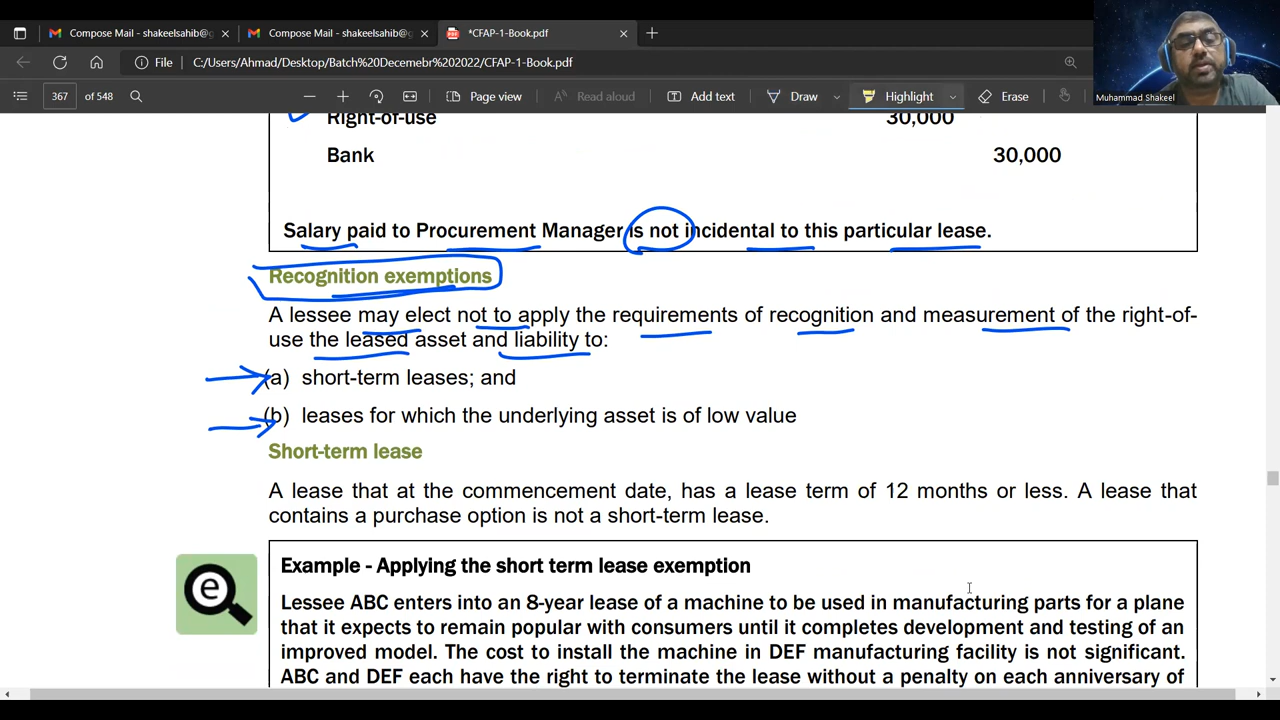 Compose Mail - shakeelsahib@g
Compose Mail - shakeelsahib@g
*CFAP-1-Book.pdf
File
C:/Users/Ahmad/Desktop/Batch%20Decemebr%202022/CFAP-1-Book.pdf
367 of 548
Page view
Read aloud
Add text
Draw
Highlight
Erase
Muhammad Shakeel
Right-of-use 30,000
Bank 30,000
Salary paid to Procurement Manager is not incidental to this particular lease.
Recognition exemptions
A lessee may elect not to apply the requirements of recognition and measurement of the right-of-
use the leased asset and liability to:
(a) short-term leases; and
(b) leases for which the underlying asset is of low value
Short-term lease
A lease that at the commencement date, has a lease term of 12 months or less. A lease that
contains a purchase option is not a short-term lease.
e
Example - Applying the short term lease exemption
Lessee ABC enters into an 8-year lease of a machine to be used in manufacturing parts for a plane
that it expects to remain popular with consumers until it completes development and testing of an
improved model. The cost to install the machine in DEF manufacturing facility is not significant.
ABC and DEF each have the right to terminate the lease without a penalty on each anniversary of